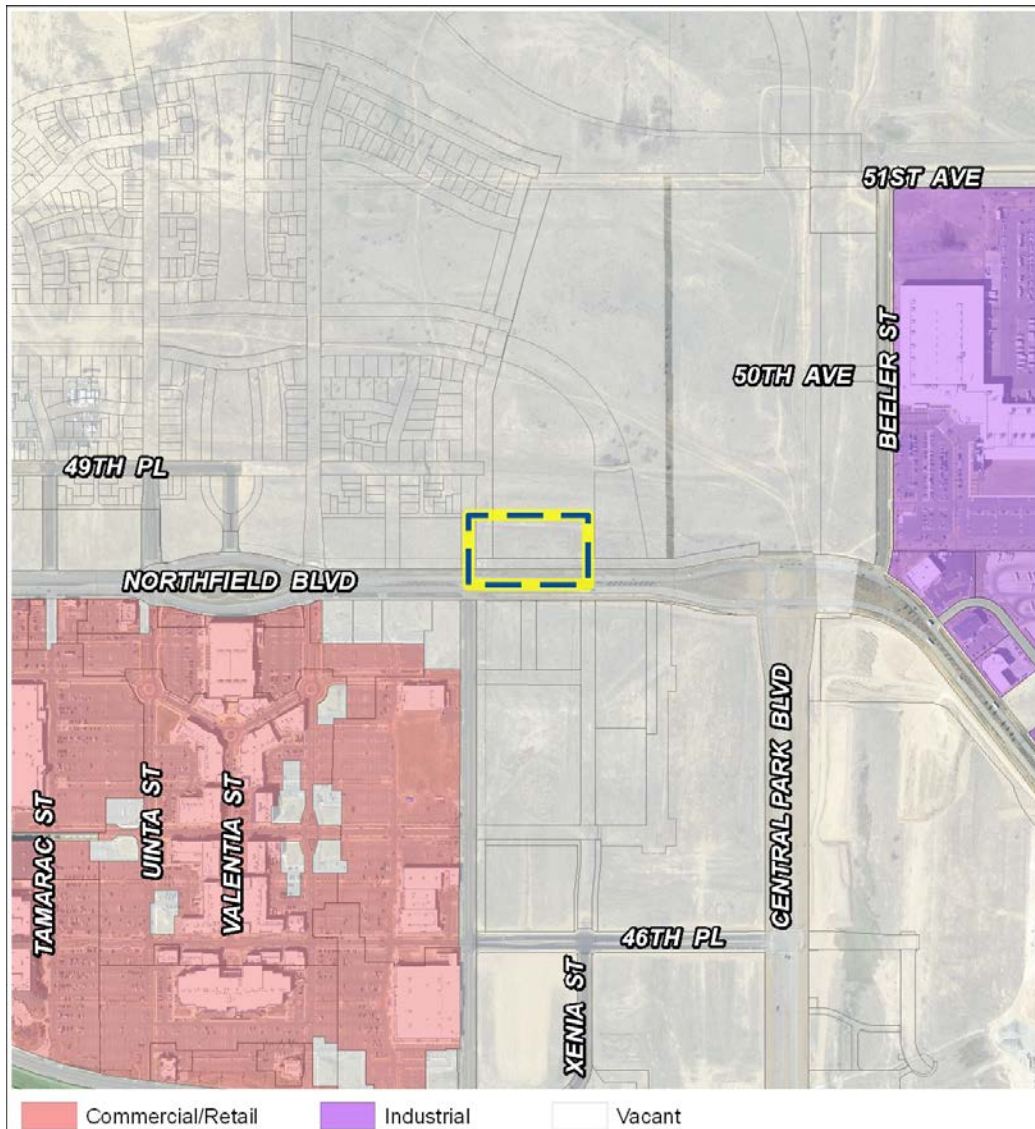 51ST AVE
50TH AVE
BEELER ST
49TH PL
NORTHFIELD BLVD
CENTRAL PARK BLVD
TAMARAC ST
UINTA ST
VALENTIA ST
46TH PL
XENIA ST
Commercial/Retail
Industrial
Vacant